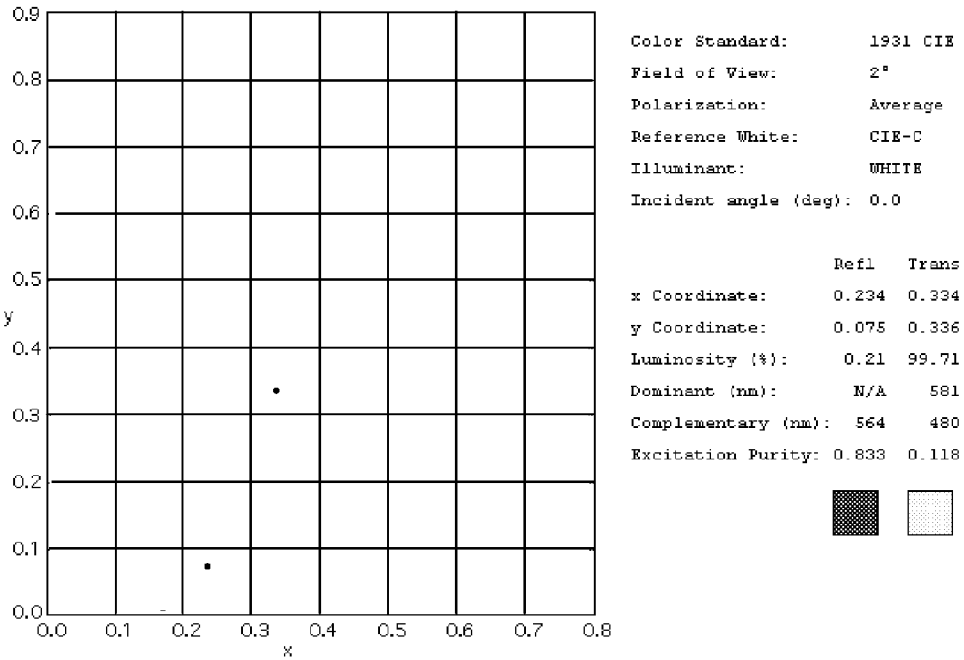 0.9
0.8
0.7
0.6
0.5
y
0.4
0.3
0.2
0.1
0.0
0.0 0.1 0.2 0.3 0.4 0.5 0.6 0.7 0.8
x
Color Standard: 1931 CIE
Field of View: 2°
Polarization: Average
Reference White: CIE-C
Illuminant: WHITE
Incident angle (deg): 0.0
Refl Trans
x Coordinate: 0.234 0.334
y Coordinate: 0.075 0.336
Luminosity (%): 0.21 99.71
Dominant (nm): N/A 581
Complementary (nm): 564 480
Excitation Purity: 0.833 0.118